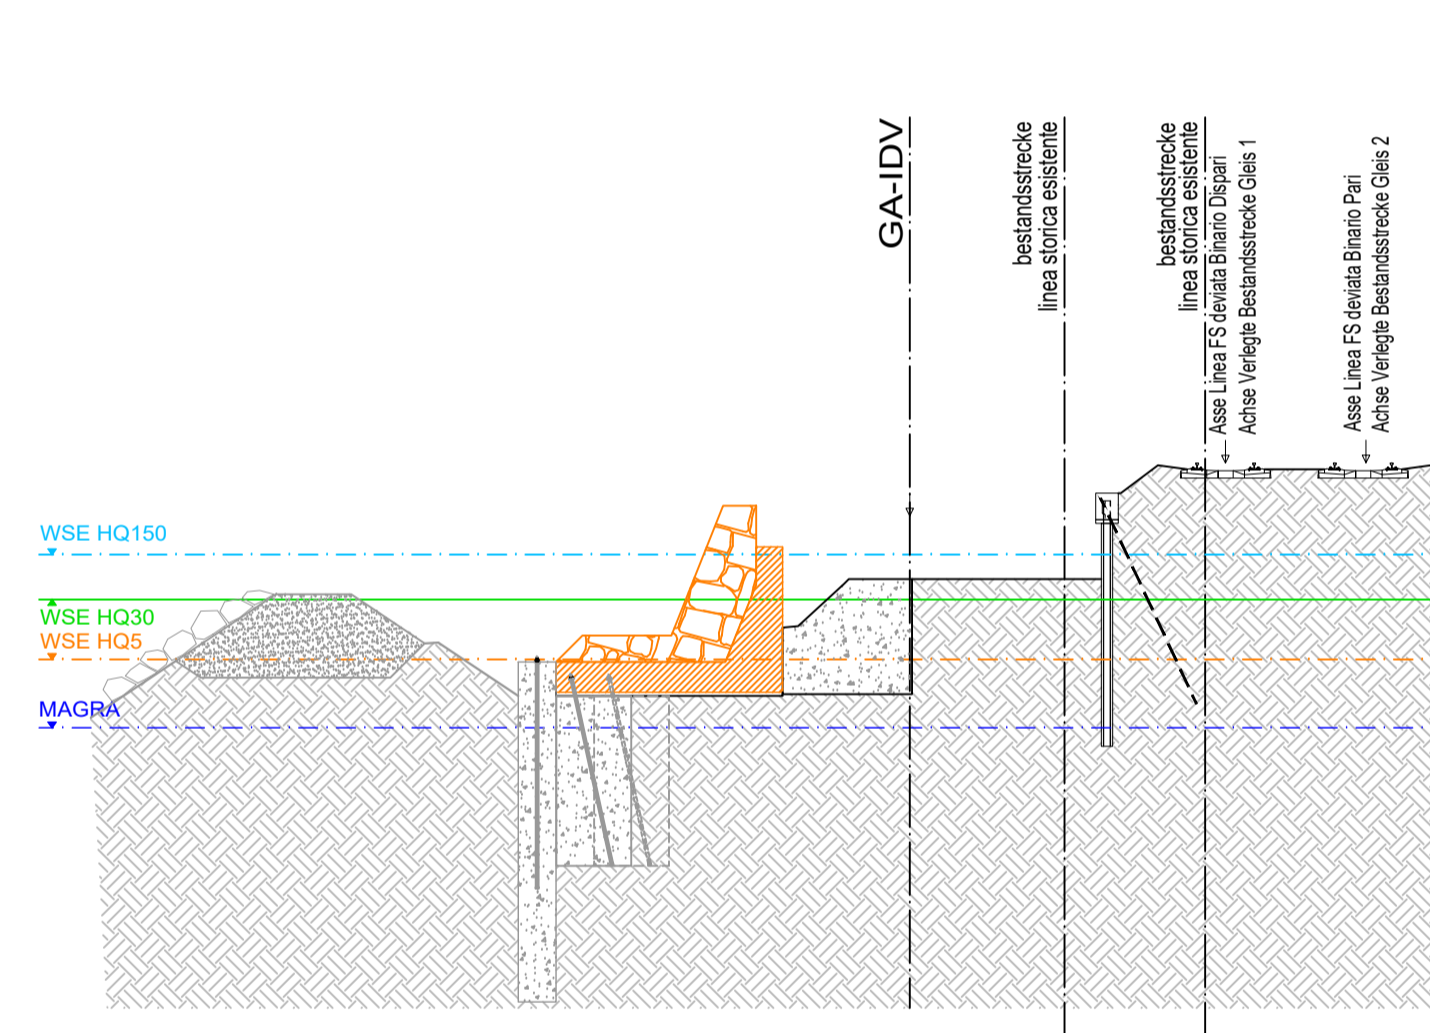 GA-IDV
bestandsstrecke
linea storica esistente
bestandsstrecke
linea storica esistente
Asse Linea FS deviata Binario Dispari
Achse Verlegte Bestandsstrecke Gleis 1
Asse Linea FS deviata Binario Pari
Achse Verlegte Bestandsstrecke Gleis 2
WSE HQ150
WSE HQ30
WSE HQ5
MAGRA